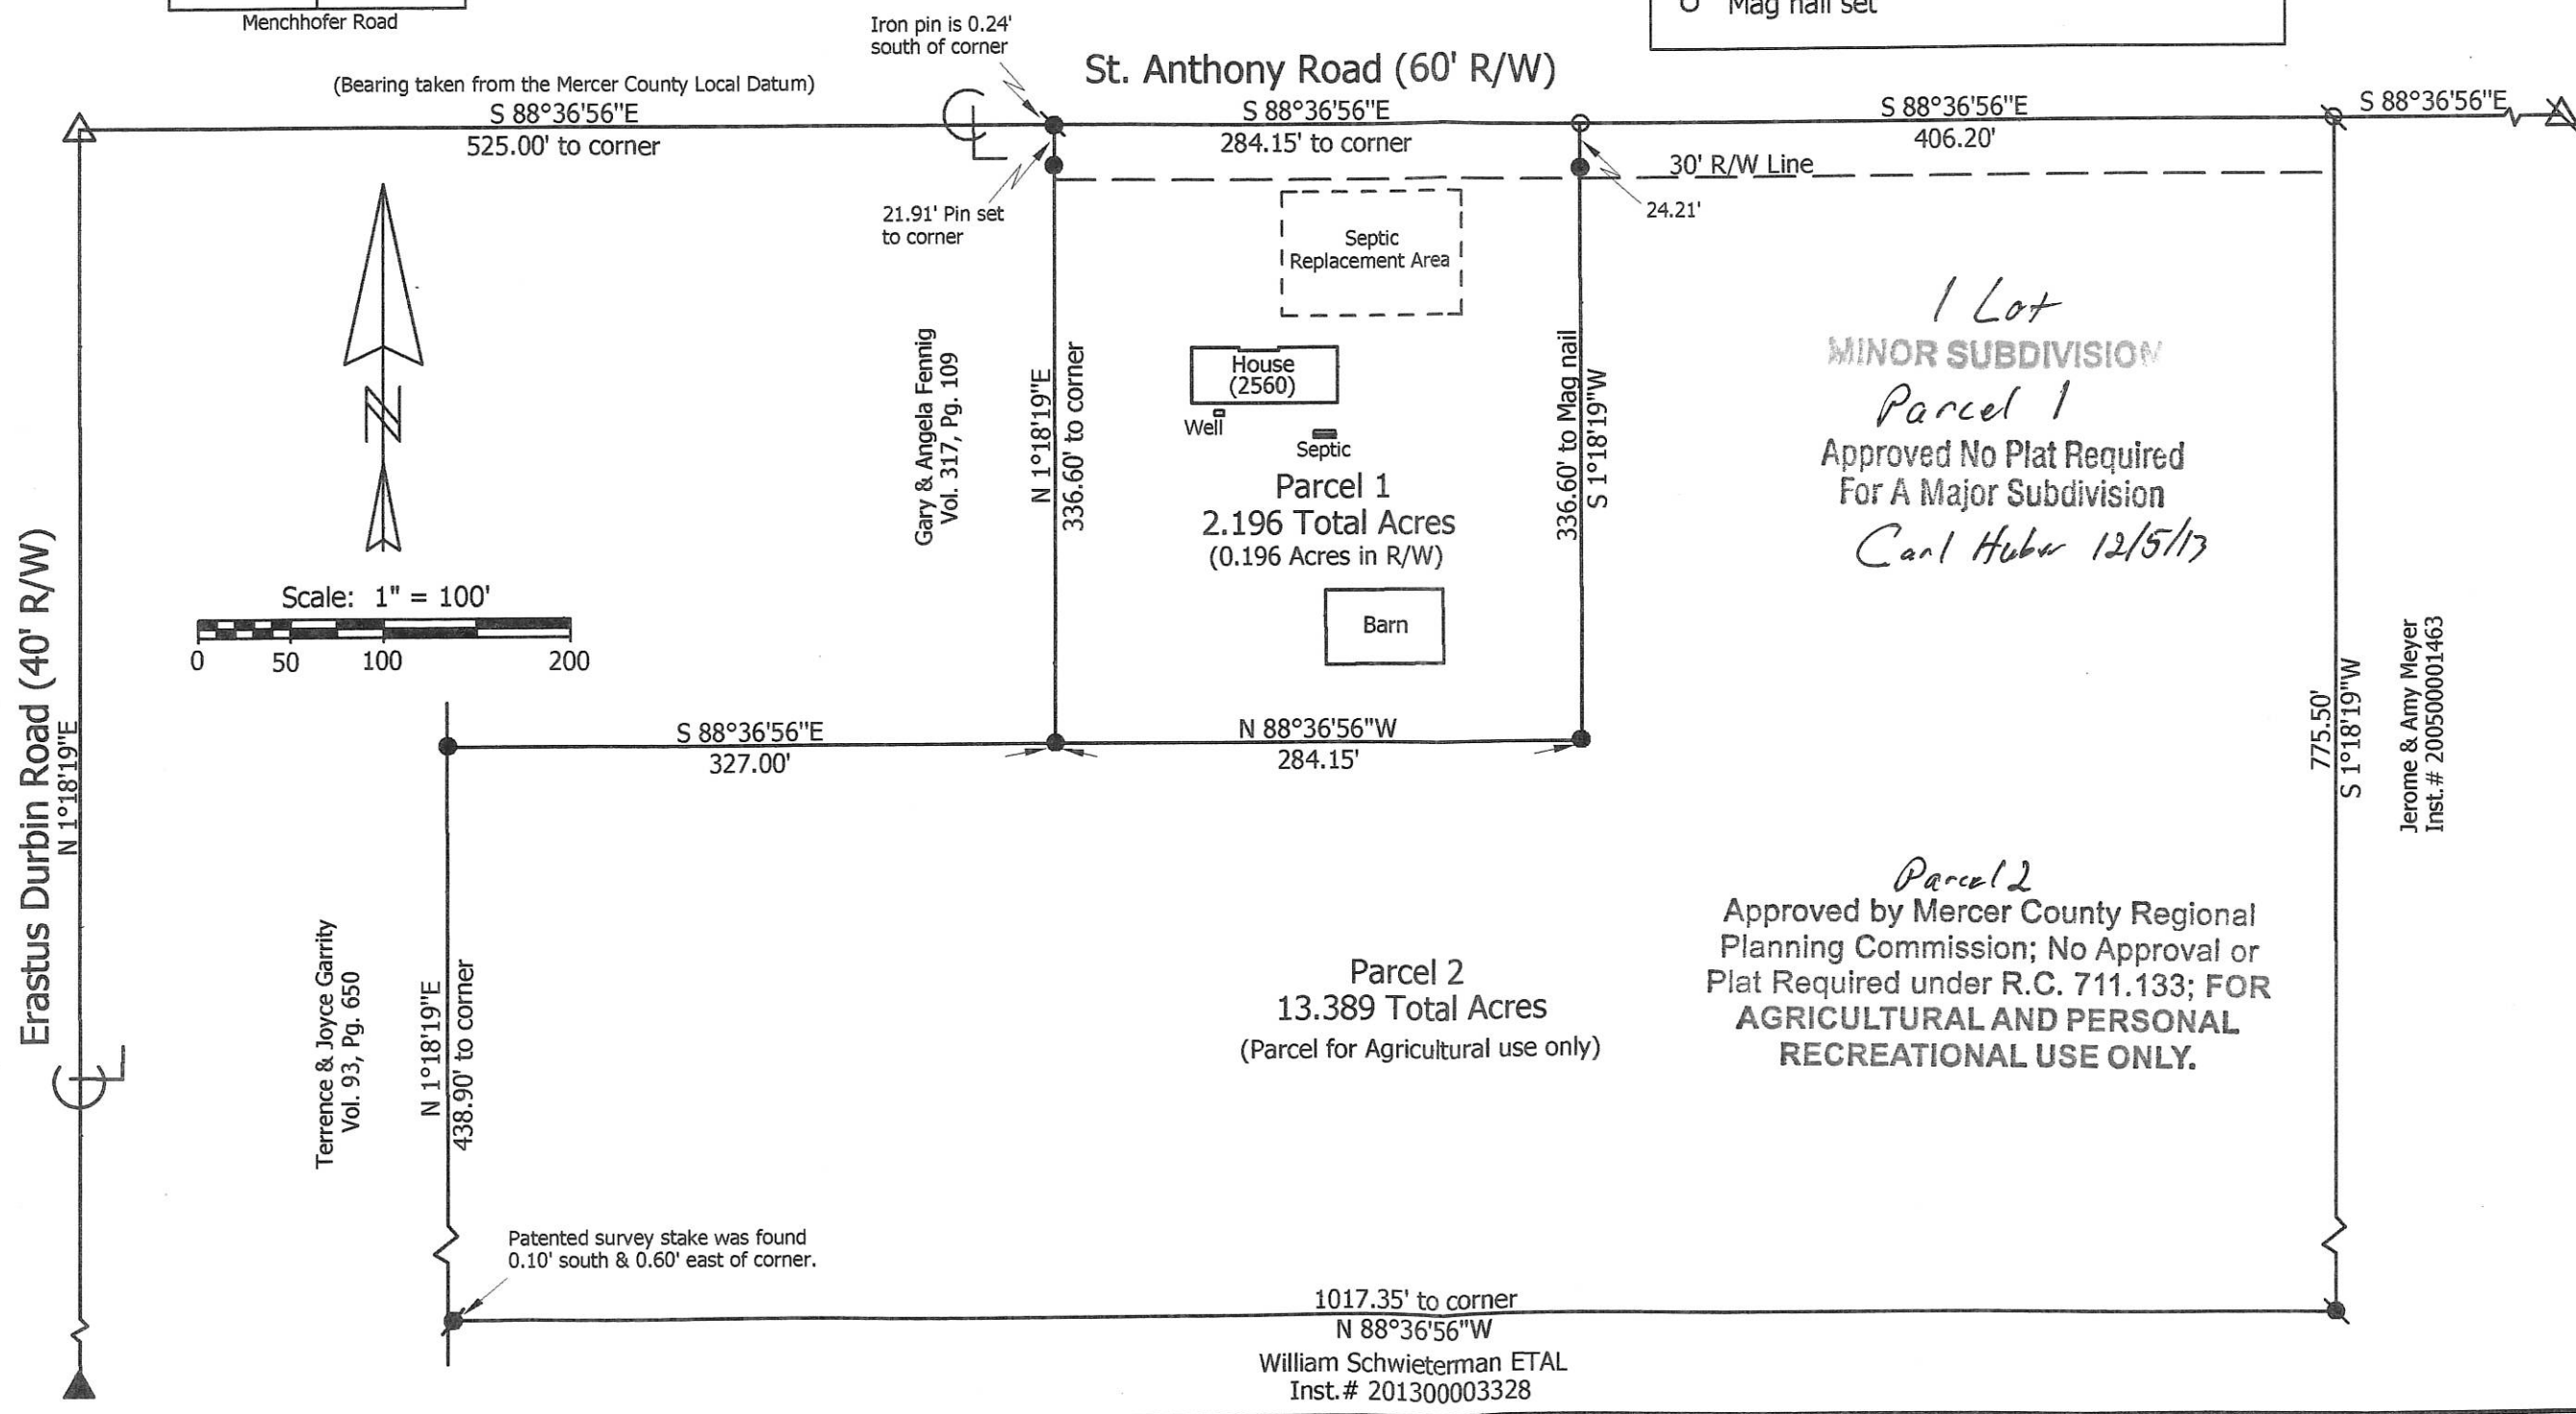 Menchhofer Road
Mag nail set
Iron pin is 0.24'
south of corner
St. Anthony Road (60' R/W)
(Bearing taken from the Mercer County Local Datum)
S 88°36'56"E
525.00' to corner
S 88°36'56"E
284.15' to corner
S 88°36'56"E
406.20'
S 88°36'56"E
30' R/W Line
21.91' Pin set
to corner
24.21'
Septic
Replacement Area
N
House
(2560)
Well
Septic
Gary & Angela Fennig
Vol. 317, Pg. 109
N 1°18'19"E
336.60' to corner
336.60' to Mag nail
S 1°18'19"W
Parcel 1
2.196 Total Acres
(0.196 Acres in R/W)
Barn
1 Lot
MINOR SUBDIVISION
Parcel 1
Approved No Plat Required
For A Major Subdivision
Carl Huber 12/5/13
Scale: 1" = 100'
0 50 100 200
Erastus Durbin Road (40' R/W)
N 1°18'19"E
S 88°36'56"E
327.00'
N 88°36'56"W
284.15'
775.50'
S 1°18'19"W
Jerome & Amy Meyer
Inst.# 200500001463
Terrence & Joyce Garrity
Vol. 93, Pg. 650
N 1°18'19"E
438.90' to corner
Parcel 2
13.389 Total Acres
(Parcel for Agricultural use only)
Parcel 2
Approved by Mercer County Regional
Planning Commission; No Approval or
Plat Required under R.C. 711.133; FOR
AGRICULTURAL AND PERSONAL
RECREATIONAL USE ONLY.
Patented survey stake was found
0.10' south & 0.60' east of corner.
1017.35' to corner
N 88°36'56"W
William Schwieterman ETAL
Inst.# 201300003328